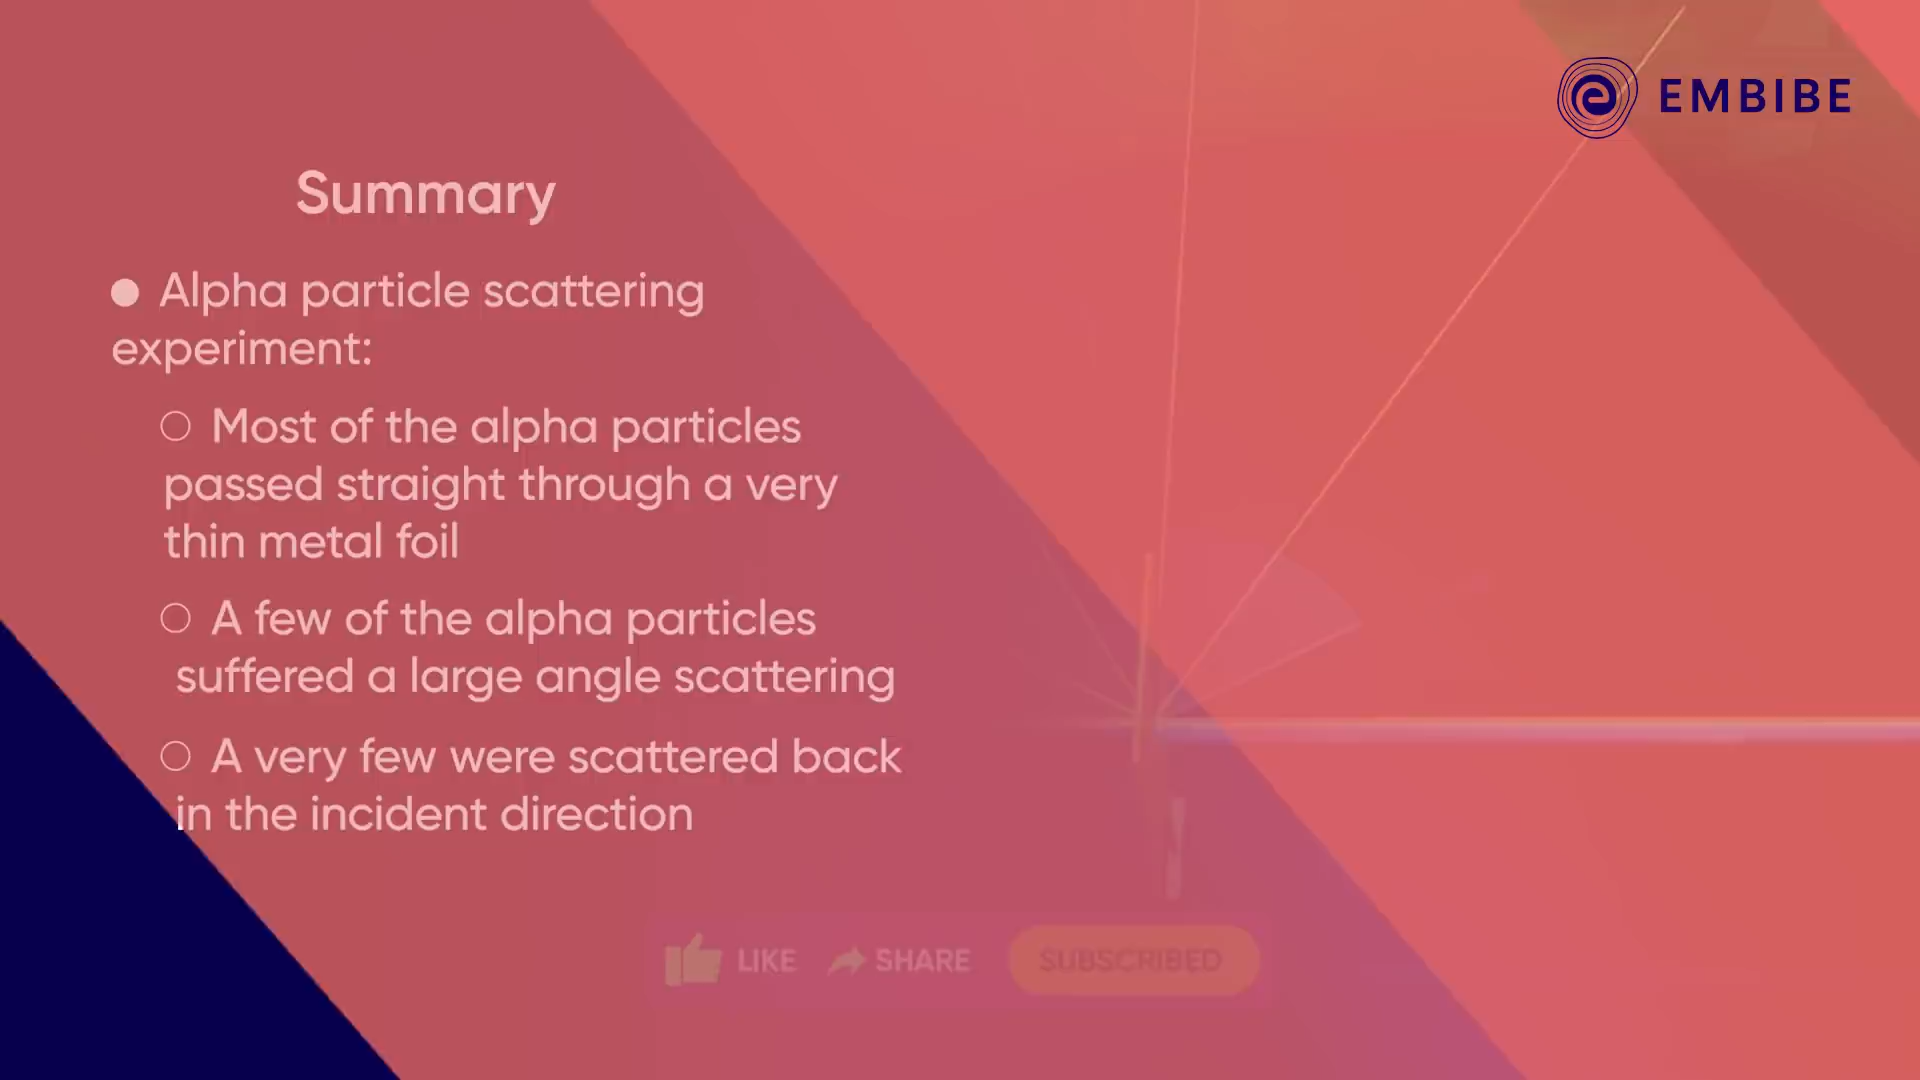 EMBIBE
Summary
● Alpha particle scattering
experiment:
○ Most of the alpha particles
passed straight through a very
thin metal foil
○ A few of the alpha particles
suffered a large angle scattering
○ A very few were scattered back
in the incident direction
LIKE SHARE SUBSCRIBED